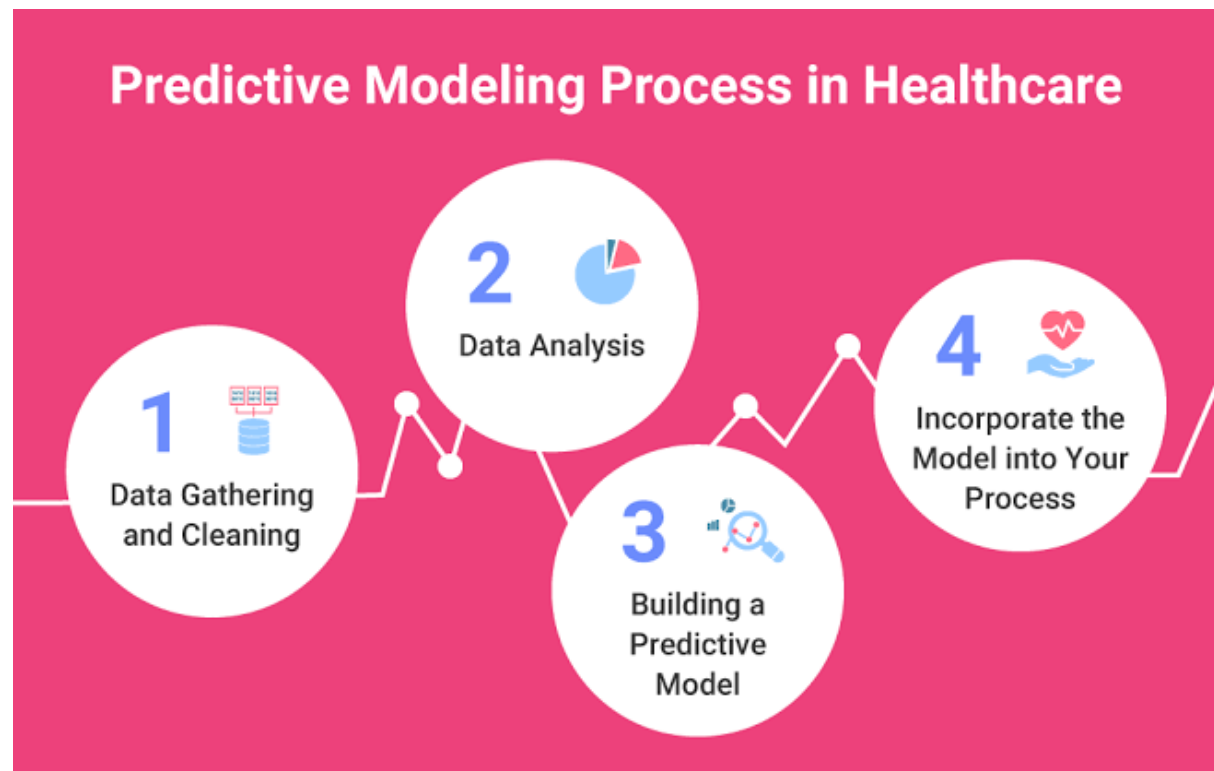 Predictive Modeling Process in Healthcare
1
Data Gathering
and Cleaning
2
Data Analysis
3
Building a
Predictive
Model
4
Incorporate the
Model into Your
Process